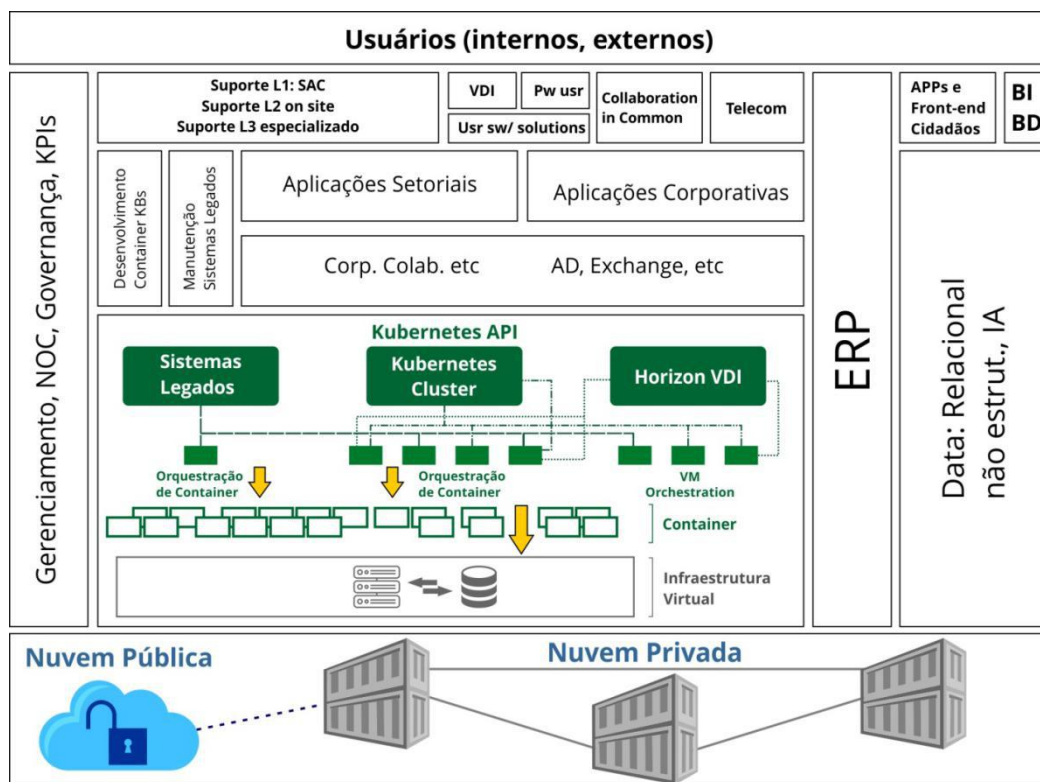 Usuários (internos, externos)
Gerenciamento, NOC, Governança, KPIs
Suporte L1: SAC
Suporte L2 on site
Suporte L3 especializado
VDI
Pw usr
Usr sw/ solutions
Collaboration
in Common
Telecom
ERP
APPs e
Front-end
Cidadãos
BI
BD
Desenvolvimento
Container KBs
Manutenção
Sistemas Legados
Aplicações Setoriais
Aplicações Corporativas
Corp. Colab. etc
AD, Exchange, etc
Data: Relacional
não estrut., IA
Kubernetes API
Sistemas
Legados
Kubernetes
Cluster
Horizon VDI
Orquestração
de Container
Orquestração
de Container
VM
Orchestration
Container
Infraestrutura
Virtual
Nuvem Pública
Nuvem Privada